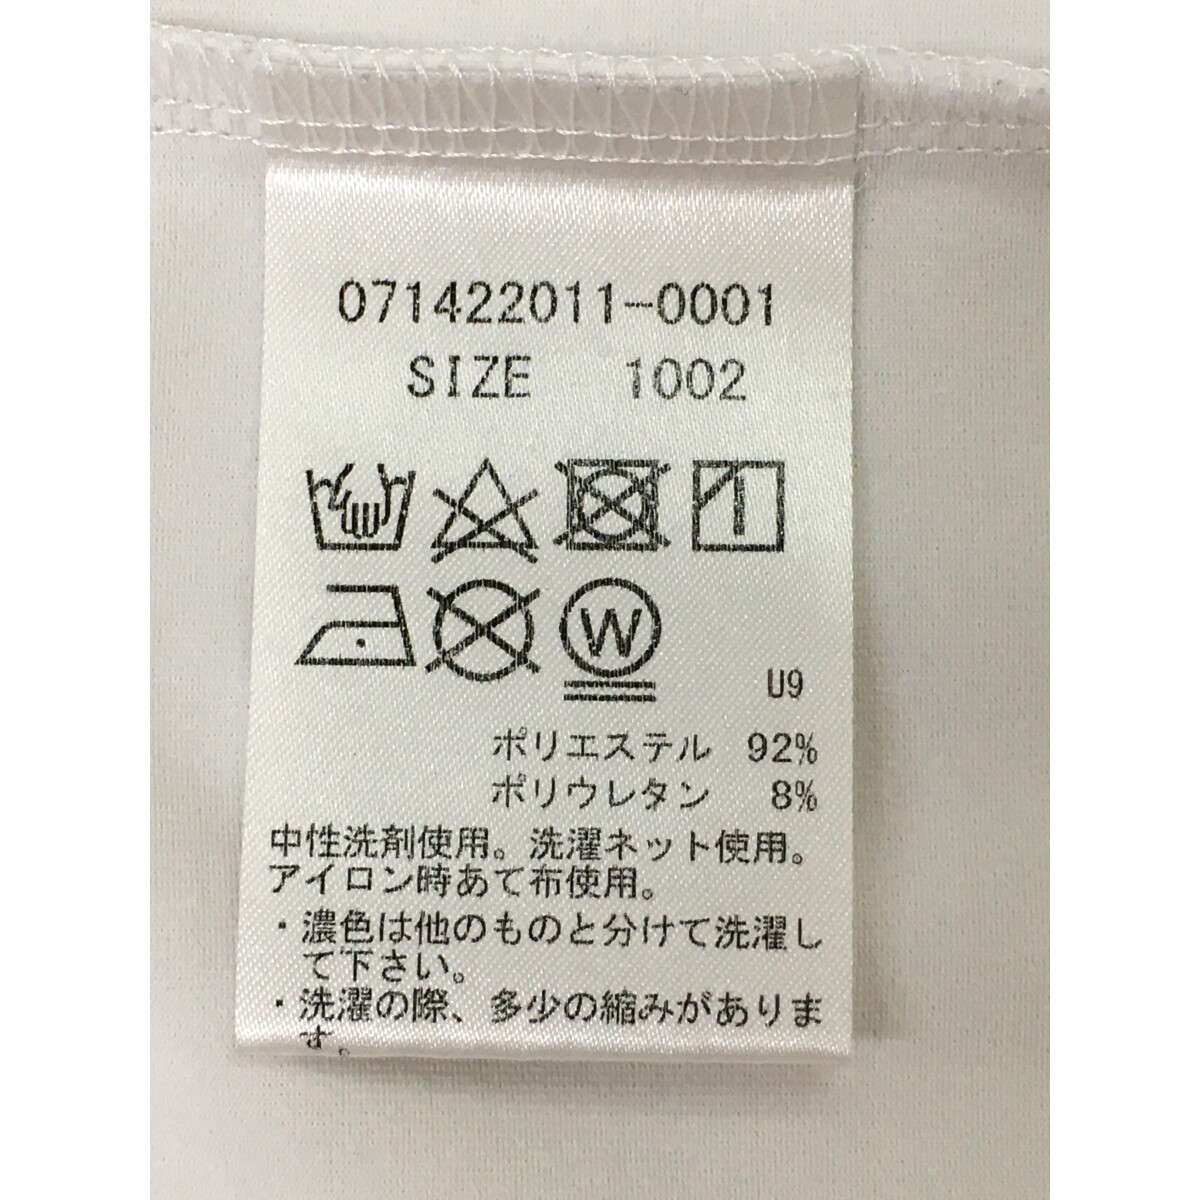 071422011-0001
SIZE 1002
W
U9
ポリエステル 92%
ポリウレタン 8%
中性洗剤使用。洗濯ネット使用。
アイロン時あて布使用。
・濃色は他のものと分けて洗濯し
て下さい。
・洗濯の際、多少の縮みがありま
す。